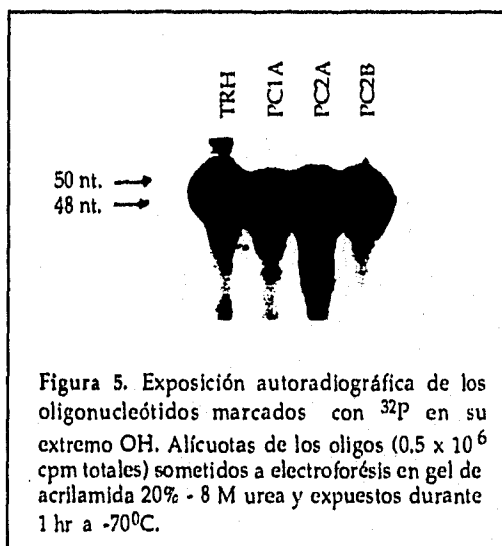 TRH
PC1A
PC2A
PC2B
50 nt.
48 nt.
Figura 5. Exposición autoradiográfica de los
oligonucleótidos marcados con ³²P en su
extremo OH. Alícuotas de los oligos (0.5 x 10⁶
cpm totales) sometidos a electroforésis en gel de
acrilamida 20% - 8 M urea y expuestos durante
1 hr a -70⁰C.